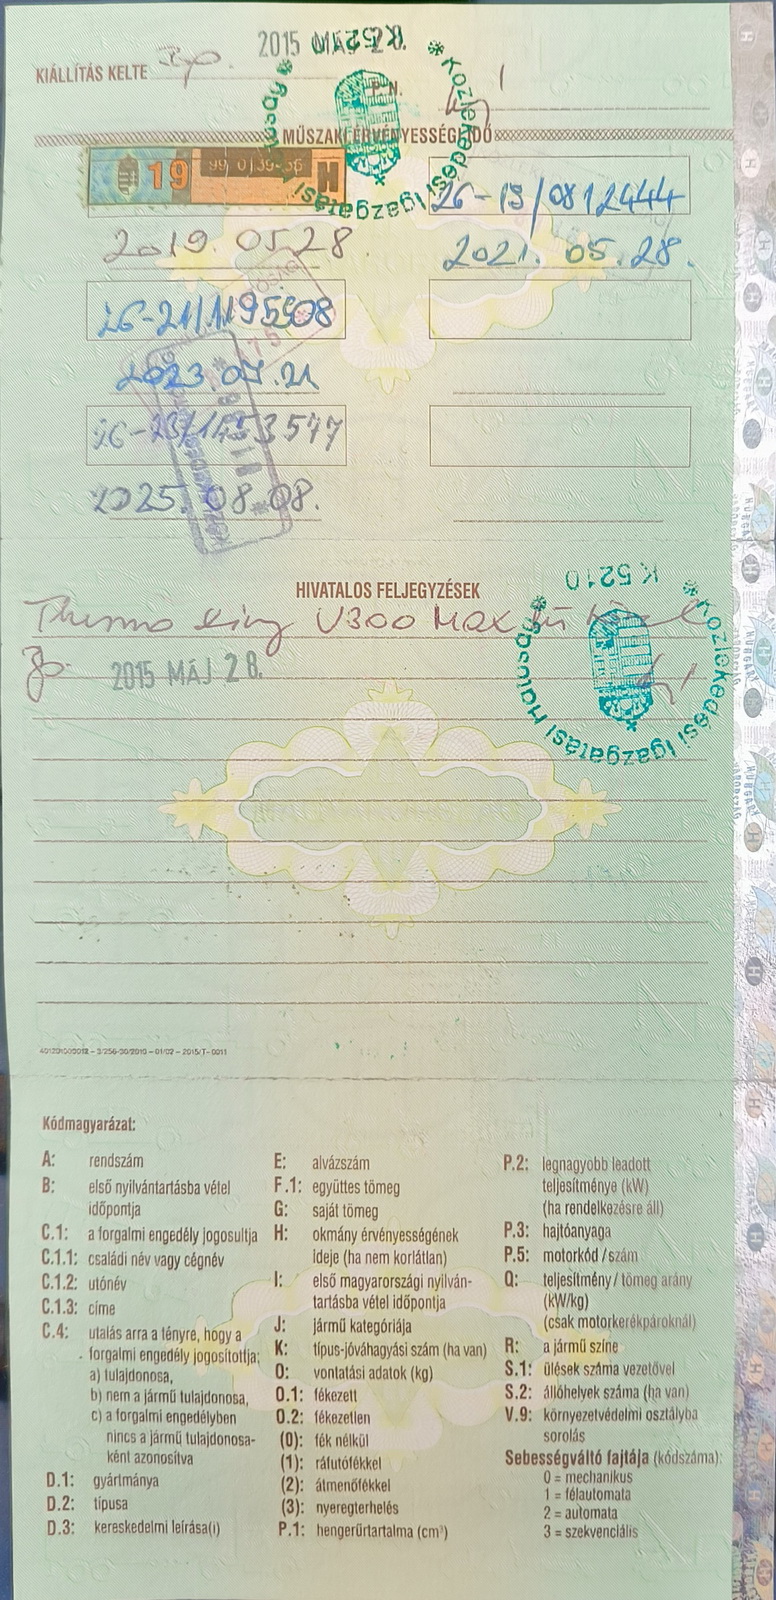 KIÁLLÍTÁS KELTE 2015 MÁJ 28.
K 5210
Közlekedési Igazgatási
P.N.
MŰSZAKI ÉRVÉNYESSÉGI IDŐ
19 H
26-19/0812444
2019. 05 28
2021. 05. 28.
26-21/1195908
2023. 07. 21
2025. 08. 08.
HIVATALOS FELJEGYZÉSEK
K 5210
Thermo King V300 MAX
2015 MÁJ 28.
Közlekedési Igazgatási
Kódmagyarázat:
A: rendszám
B: első nyilvántartásba vétel
időpontja
C.1: a forgalmi engedély jogosultja
C.1.1: családi név vagy cégnév
C.1.2: utónév
C.1.3: címe
C.4: utalás arra a tényre, hogy a
forgalmi engedély jogosítottja:
a) tulajdonosa,
b) nem a jármű tulajdonosa,
c) a forgalmi engedélyben
nincs a jármű tulajdonosa-
ként azonosítva
D.1: gyártmánya
D.2: típusa
D.3: kereskedelmi leírása(i)
E: alvázszám
F.1: együttes tömeg
G: saját tömeg
H: okmány érvényességének
ideje (ha nem korlátlan)
I: első magyarországi nyilván-
tartásba vétel időpontja
J: jármű kategóriája
K: típus-jóváhagyási szám (ha van)
O: vontatási adatok (kg)
O.1: fékezett
O.2: fékezetlen
(0): fék nélkül
(1): ráfutófékkel
(2): átmenőfékkel
(3): nyeregterhelés
P.1: hengerűrtartalma (cm³)
P.2: legnagyobb leadott
teljesítménye (kW)
(ha rendelkezésre áll)
P.3: hajtóanyaga
P.5: motorkód / szám
Q: teljesítmény / tömeg arány
(kW/kg)
(csak motorkerékpároknál)
R: a jármű színe
S.1: ülések száma vezetővel
S.2: állóhelyek száma (ha van)
V.9: környezetvédelmi osztályba
sorolás
Sebességváltó fajtája (kódszáma):
0 = mechanikus
1 = félautomata
2 = automata
3 = szekvenciális